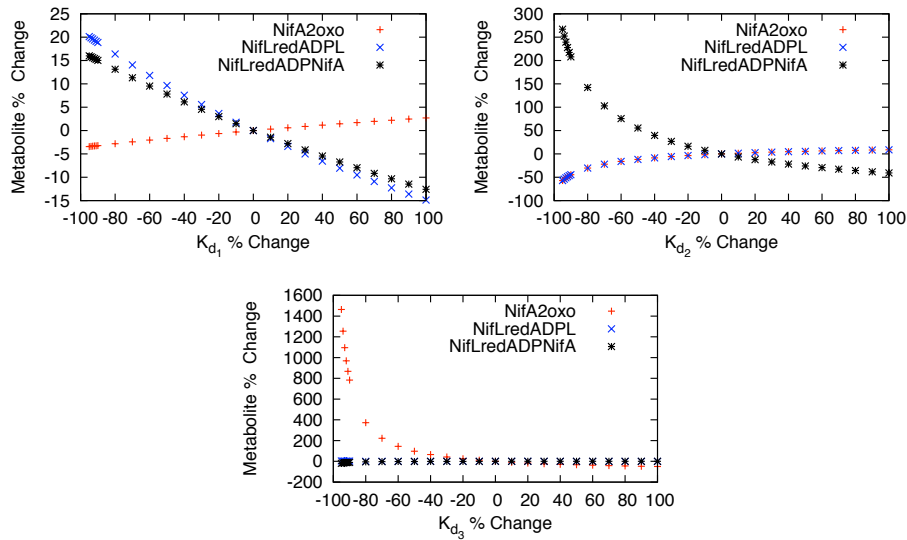 Metabolite % Change
20
15
10
5
0
-5
-10
-15
NifA2oxo
NifLredADPL
NifLredADPNifA
-100 -80 -60 -40 -20 0 20 40 60 80 100
Kd1 % Change
Metabolite % Change
300
250
200
150
100
50
0
-50
-100
NifA2oxo
NifLredADPL
NifLredADPNifA
-100 -80 -60 -40 -20 0 20 40 60 80 100
Kd2 % Change
Metabolite % Change
1600
1400
1200
1000
800
600
400
200
0
-200
NifA2oxo
NifLredADPL
NifLredADPNifA
-100 -80 -60 -40 -20 0 20 40 60 80 100
Kd3 % Change